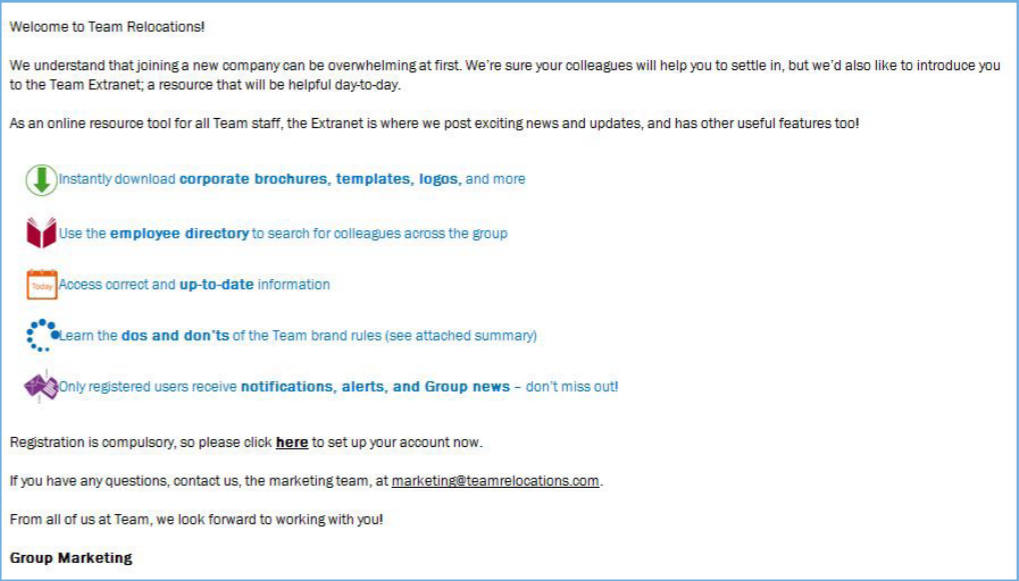 Welcome to Team Relocations!
We understand that joining a new company can be overwhelming at first. We're sure your colleagues will help you to settle in, but we'd also like to introduce you
to the Team Extranet; a resource that will be helpful day-to-day.
As an online resource tool for all Team staff, the Extranet is where we post exciting news and updates, and has other useful features too!
Instantly download corporate brochures, templates, logos, and more
Use the employee directory to search for colleagues across the group
Today
Access correct and up-to-date information
Learn the dos and don'ts of the Team brand rules (see attached summary)
Only registered users receive notifications, alerts, and Group news – don't miss out!
Registration is compulsory, so please click here to set up your account now.
If you have any questions, contact us, the marketing team, at marketing@teamrelocations.com.
From all of us at Team, we look forward to working with you!
Group Marketing